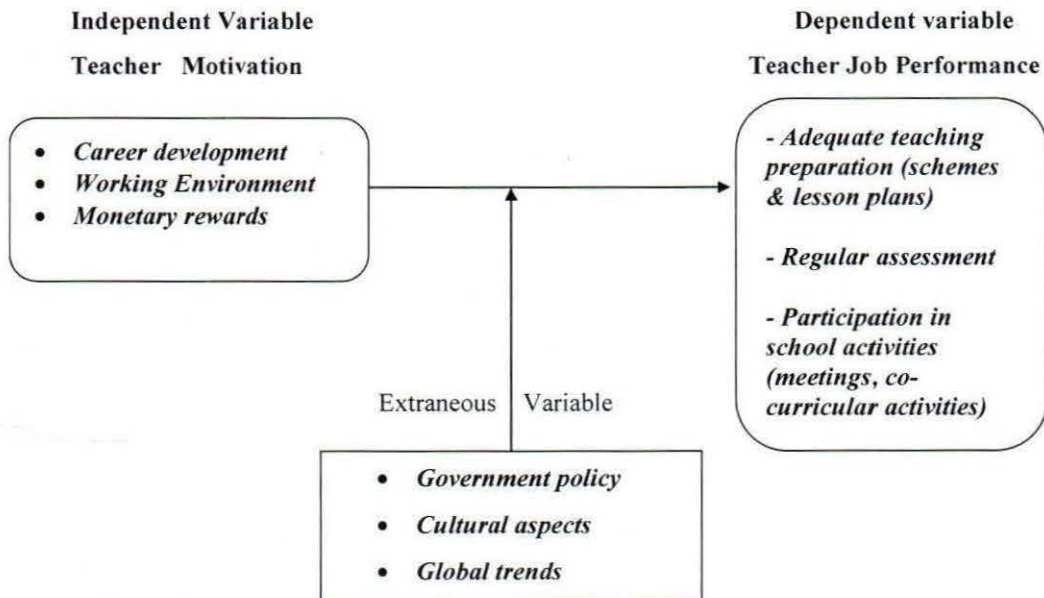 Independent Variable
Teacher Motivation
• Career development
• Working Environment
• Monetary rewards
Dependent variable
Teacher Job Performance
- Adequate teaching
preparation (schemes
& lesson plans)
- Regular assessment
- Participation in
school activities
(meetings, co-
curricular activities)
Extraneous Variable
• Government policy
• Cultural aspects
• Global trends